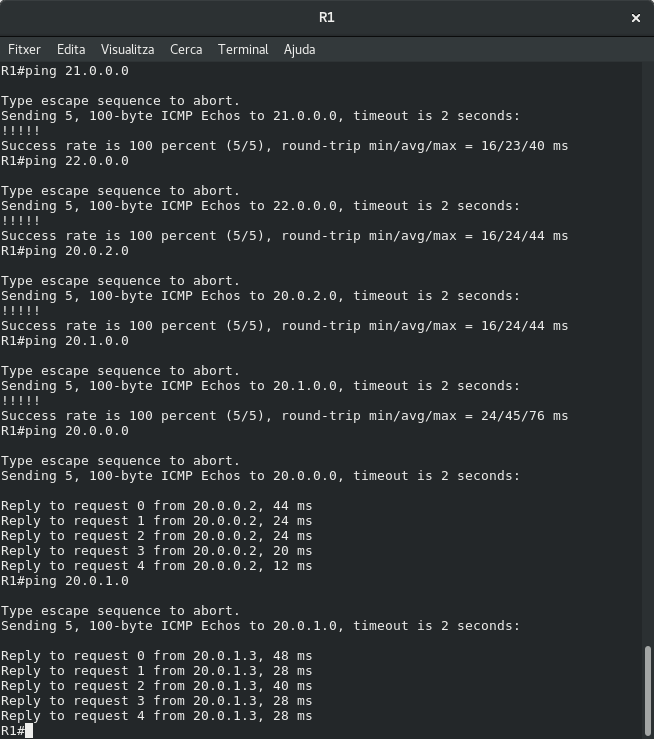 R1
Fitxer Edita Visualitza Cerca Terminal Ajuda
R1#ping 21.0.0.0
Type escape sequence to abort.
Sending 5, 100-byte ICMP Echos to 21.0.0.0, timeout is 2 seconds:
!!!!!
Success rate is 100 percent (5/5), round-trip min/avg/max = 16/23/40 ms
R1#ping 22.0.0.0
Type escape sequence to abort.
Sending 5, 100-byte ICMP Echos to 22.0.0.0, timeout is 2 seconds:
!!!!!
Success rate is 100 percent (5/5), round-trip min/avg/max = 16/24/44 ms
R1#ping 20.0.2.0
Type escape sequence to abort.
Sending 5, 100-byte ICMP Echos to 20.0.2.0, timeout is 2 seconds:
!!!!!
Success rate is 100 percent (5/5), round-trip min/avg/max = 16/24/44 ms
R1#ping 20.1.0.0
Type escape sequence to abort.
Sending 5, 100-byte ICMP Echos to 20.1.0.0, timeout is 2 seconds:
!!!!!
Success rate is 100 percent (5/5), round-trip min/avg/max = 24/45/76 ms
R1#ping 20.0.0.0
Type escape sequence to abort.
Sending 5, 100-byte ICMP Echos to 20.0.0.0, timeout is 2 seconds:
Reply to request 0 from 20.0.0.2, 44 ms
Reply to request 1 from 20.0.0.2, 24 ms
Reply to request 2 from 20.0.0.2, 24 ms
Reply to request 3 from 20.0.0.2, 20 ms
Reply to request 4 from 20.0.0.2, 12 ms
R1#ping 20.0.1.0
Type escape sequence to abort.
Sending 5, 100-byte ICMP Echos to 20.0.1.0, timeout is 2 seconds:
Reply to request 0 from 20.0.1.3, 48 ms
Reply to request 1 from 20.0.1.3, 28 ms
Reply to request 2 from 20.0.1.3, 40 ms
Reply to request 3 from 20.0.1.3, 28 ms
Reply to request 4 from 20.0.1.3, 28 ms
R1#